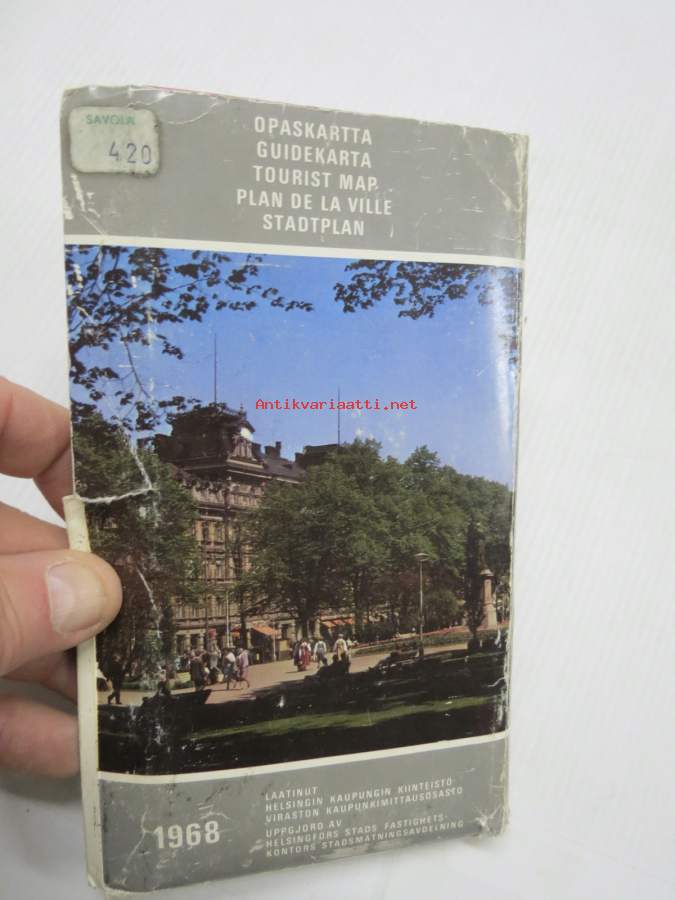 SAVOLA
420
OPASKARTTA
GUIDEKARTA
TOURIST MAP
PLAN DE LA VILLE
STADTPLAN
Antikvariaatti.net
1968
LAATINUT
HELSINGIN KAUPUNGIN KIINTEISTÖ-
VIRASTON KAUPUNKIMITTAUSOSASTO
UPPGJORD AV
HELSINGFORS STADS FASTIGHETS-
KONTORS STADSMÄTNINGSAVDELNING